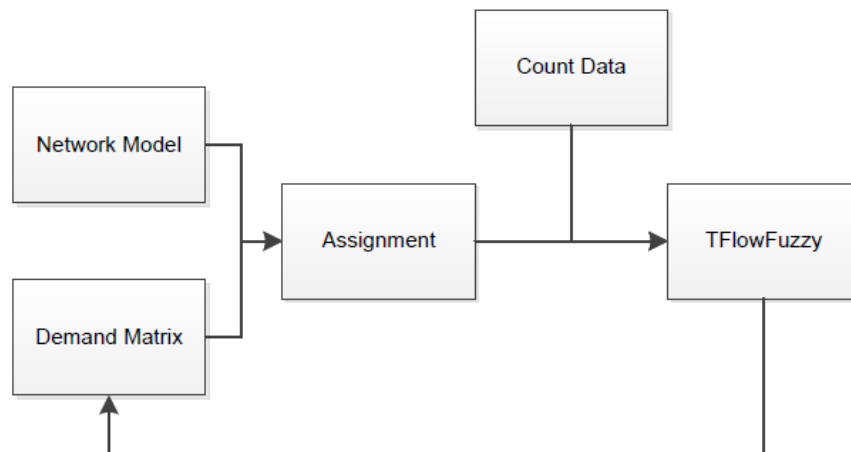 Count Data
Network Model
Assignment
TFlowFuzzy
Demand Matrix